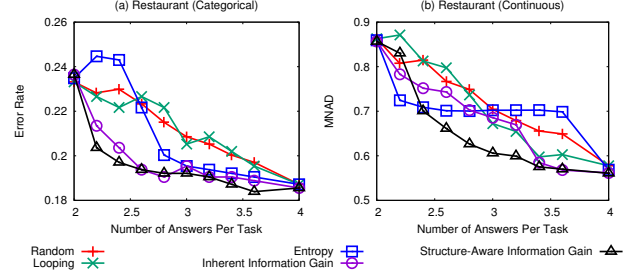 (a) Restaurant (Categorical)
0.26
0.24
0.22
0.2
0.18
Error Rate
2 2.5 3 3.5 4
Number of Answers Per Task
(b) Restaurant (Continuous)
0.9
0.8
0.7
0.6
0.5
MNAD
2 2.5 3 3.5 4
Number of Answers Per Task
Random
Looping
Entropy
Inherent Information Gain
Structure-Aware Information Gain